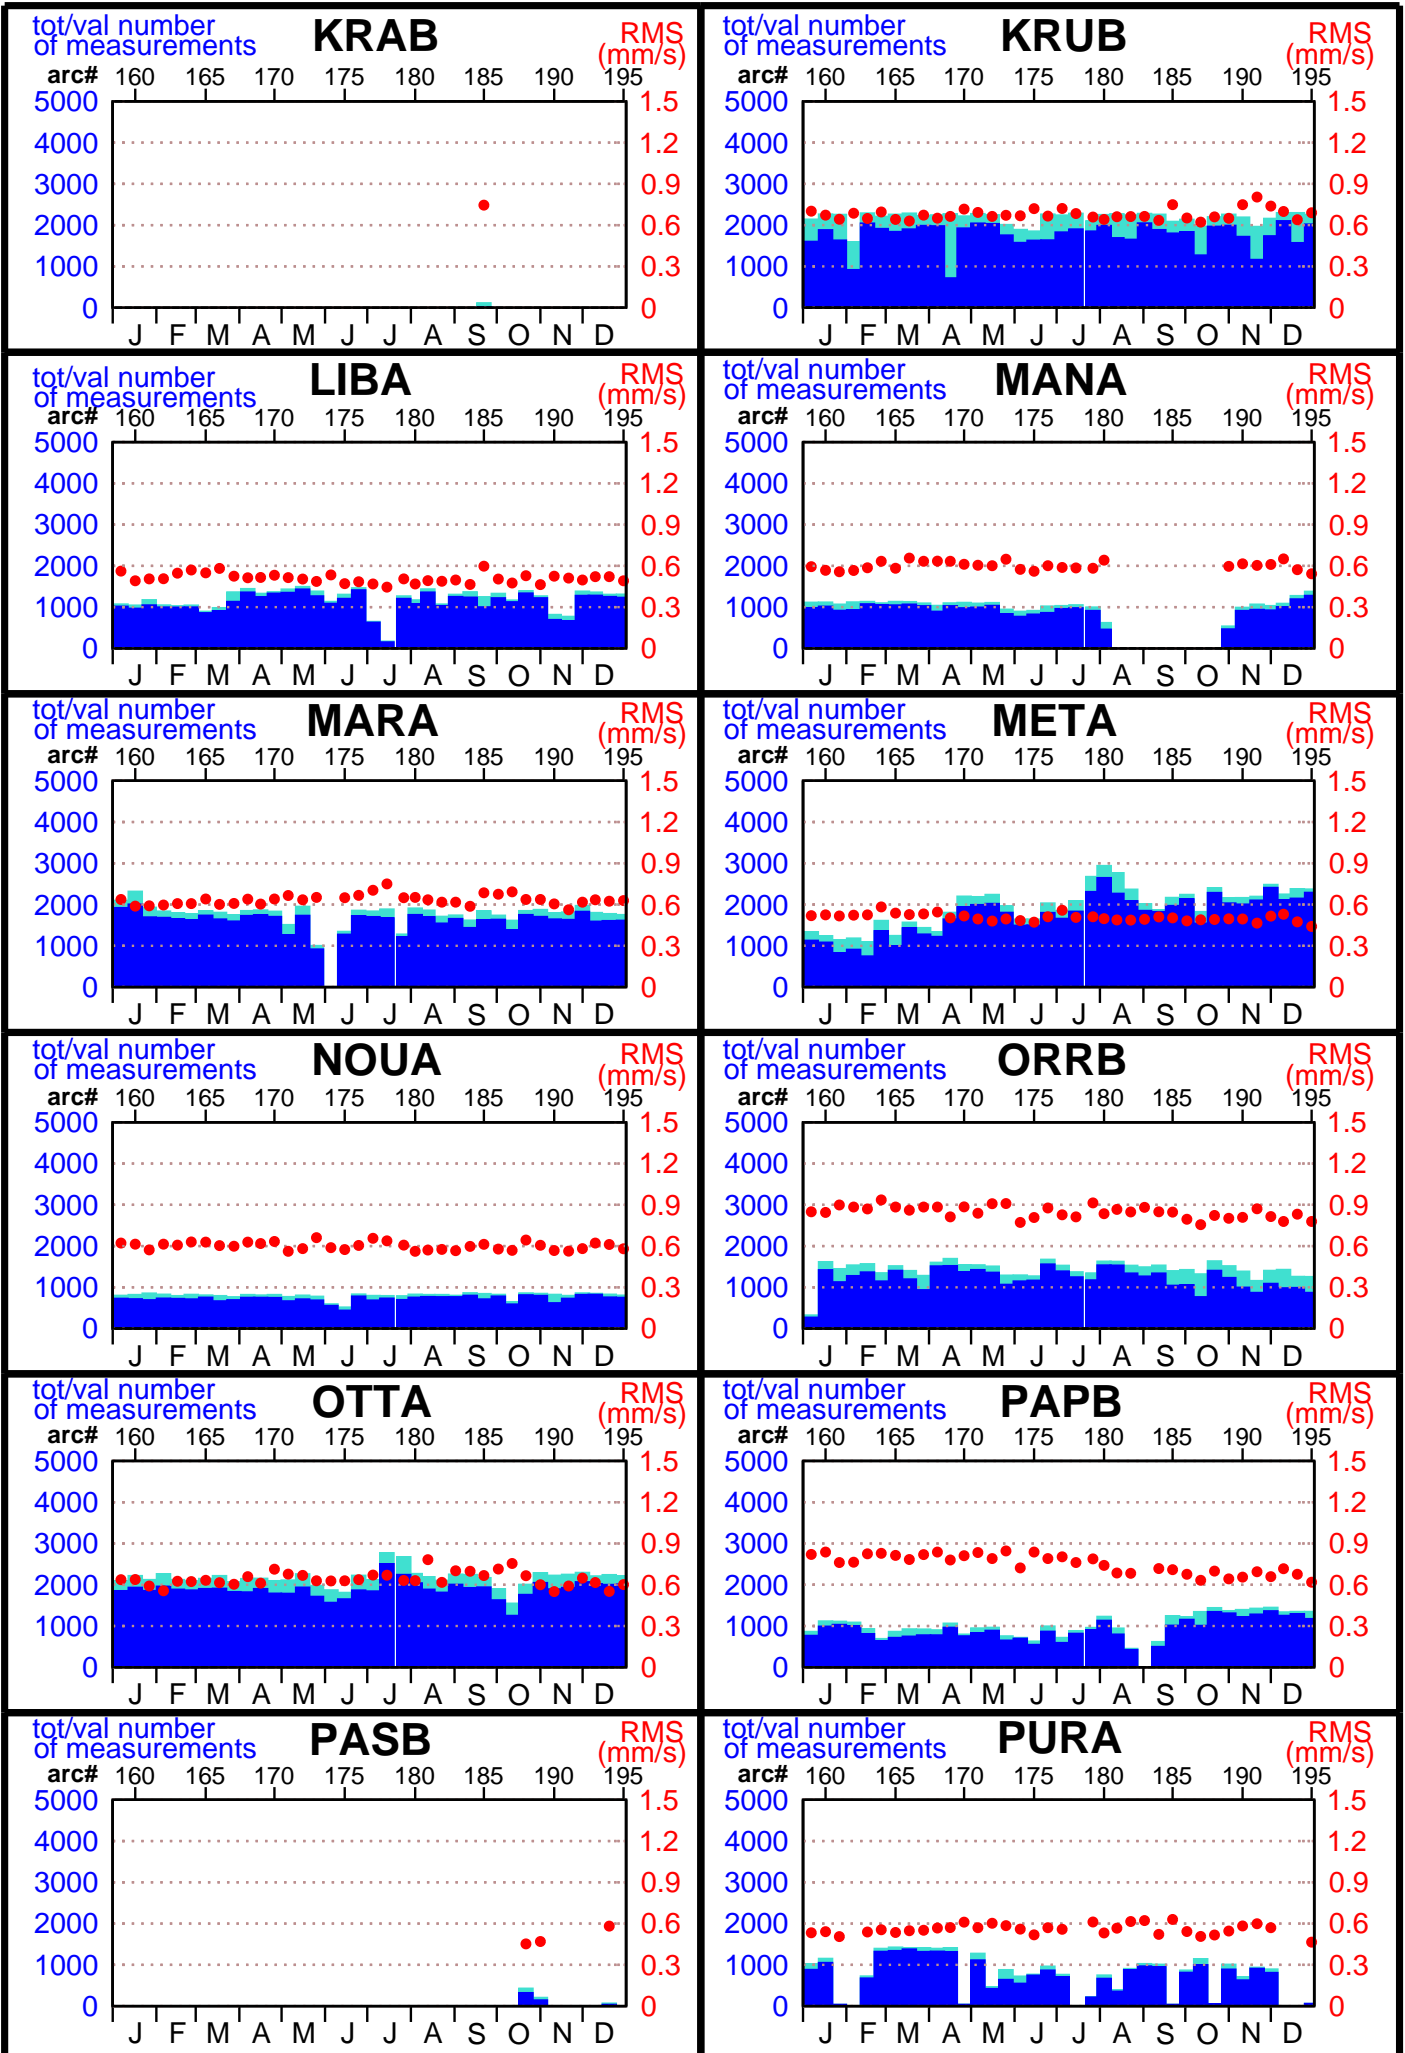 tot/val number
of measurements
KRAB
RMS
(mm/s)
arc# 160 165 170 175 180 185 190 195
5000 1.5
4000 1.2
3000 0.9
2000 0.6
1000 0.3
0 0
J F M A M J J A S O N D
tot/val number
of measurements
KRUB
RMS
(mm/s)
arc# 160 165 170 175 180 185 190 195
5000 1.5
4000 1.2
3000 0.9
2000 0.6
1000 0.3
0 0
J F M A M J J A S O N D
tot/val number
of measurements
LIBA
RMS
(mm/s)
arc# 160 165 170 175 180 185 190 195
5000 1.5
4000 1.2
3000 0.9
2000 0.6
1000 0.3
0 0
J F M A M J J A S O N D
tot/val number
of measurements
MANA
RMS
(mm/s)
arc# 160 165 170 175 180 185 190 195
5000 1.5
4000 1.2
3000 0.9
2000 0.6
1000 0.3
0 0
J F M A M J J A S O N D
tot/val number
of measurements
MARA
RMS
(mm/s)
arc# 160 165 170 175 180 185 190 195
5000 1.5
4000 1.2
3000 0.9
2000 0.6
1000 0.3
0 0
J F M A M J J A S O N D
tot/val number
of measurements
META
RMS
(mm/s)
arc# 160 165 170 175 180 185 190 195
5000 1.5
4000 1.2
3000 0.9
2000 0.6
1000 0.3
0 0
J F M A M J J A S O N D
tot/val number
of measurements
NOUA
RMS
(mm/s)
arc# 160 165 170 175 180 185 190 195
5000 1.5
4000 1.2
3000 0.9
2000 0.6
1000 0.3
0 0
J F M A M J J A S O N D
tot/val number
of measurements
ORRB
RMS
(mm/s)
arc# 160 165 170 175 180 185 190 195
5000 1.5
4000 1.2
3000 0.9
2000 0.6
1000 0.3
0 0
J F M A M J J A S O N D
tot/val number
of measurements
OTTA
RMS
(mm/s)
arc# 160 165 170 175 180 185 190 195
5000 1.5
4000 1.2
3000 0.9
2000 0.6
1000 0.3
0 0
J F M A M J J A S O N D
tot/val number
of measurements
PAPB
RMS
(mm/s)
arc# 160 165 170 175 180 185 190 195
5000 1.5
4000 1.2
3000 0.9
2000 0.6
1000 0.3
0 0
J F M A M J J A S O N D
tot/val number
of measurements
PASB
RMS
(mm/s)
arc# 160 165 170 175 180 185 190 195
5000 1.5
4000 1.2
3000 0.9
2000 0.6
1000 0.3
0 0
J F M A M J J A S O N D
tot/val number
of measurements
PURA
RMS
(mm/s)
arc# 160 165 170 175 180 185 190 195
5000 1.5
4000 1.2
3000 0.9
2000 0.6
1000 0.3
0 0
J F M A M J J A S O N D